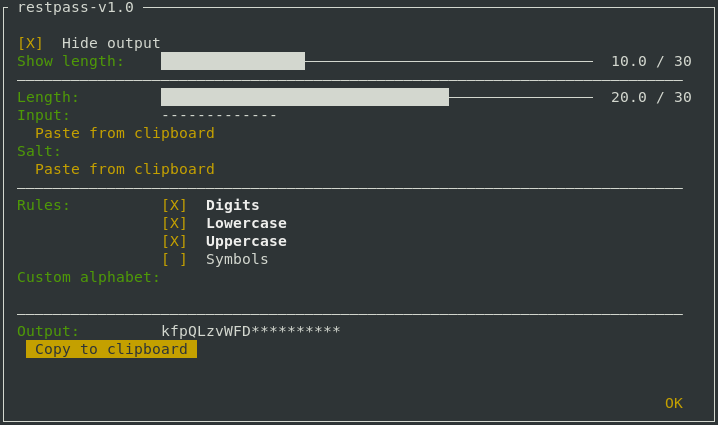 restpass-v1.0
[X] Hide output
Show length: 10.0 / 30
Length: 20.0 / 30
Input: -------------
Paste from clipboard
Salt:
Paste from clipboard
Rules: [X] Digits
[X] Lowercase
[X] Uppercase
[ ] Symbols
Custom alphabet:
Output: kfpQLzvWFD**********
Copy to clipboard
OK